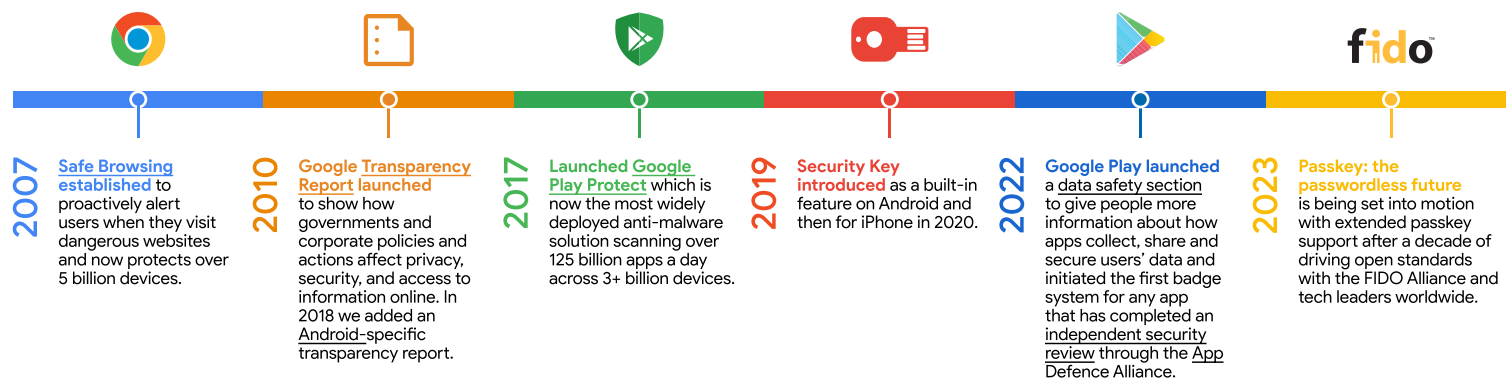 fido™
2007
Safe Browsing
established to
proactively alert
users when they visit
dangerous websites
and now protects over
5 billion devices.
2010
Google Transparency
Report launched
to show how
governments and
corporate policies and
actions affect privacy,
security, and access to
information online. In
2018 we added an
Android-specific
transparency report.
2017
Launched Google
Play Protect which is
now the most widely
deployed anti-malware
solution scanning over
125 billion apps a day
across 3+ billion devices.
2019
Security Key
introduced as a built-in
feature on Android and
then for iPhone in 2020.
2022
Google Play launched
a data safety section
to give people more
information about how
apps collect, share and
secure users’ data and
initiated the first badge
system for any app
that has completed an
independent security
review through the App
Defence Alliance.
2023
Passkey: the
passwordless future
is being set into motion
with extended passkey
support after a decade of
driving open standards
with the FIDO Alliance and
tech leaders worldwide.